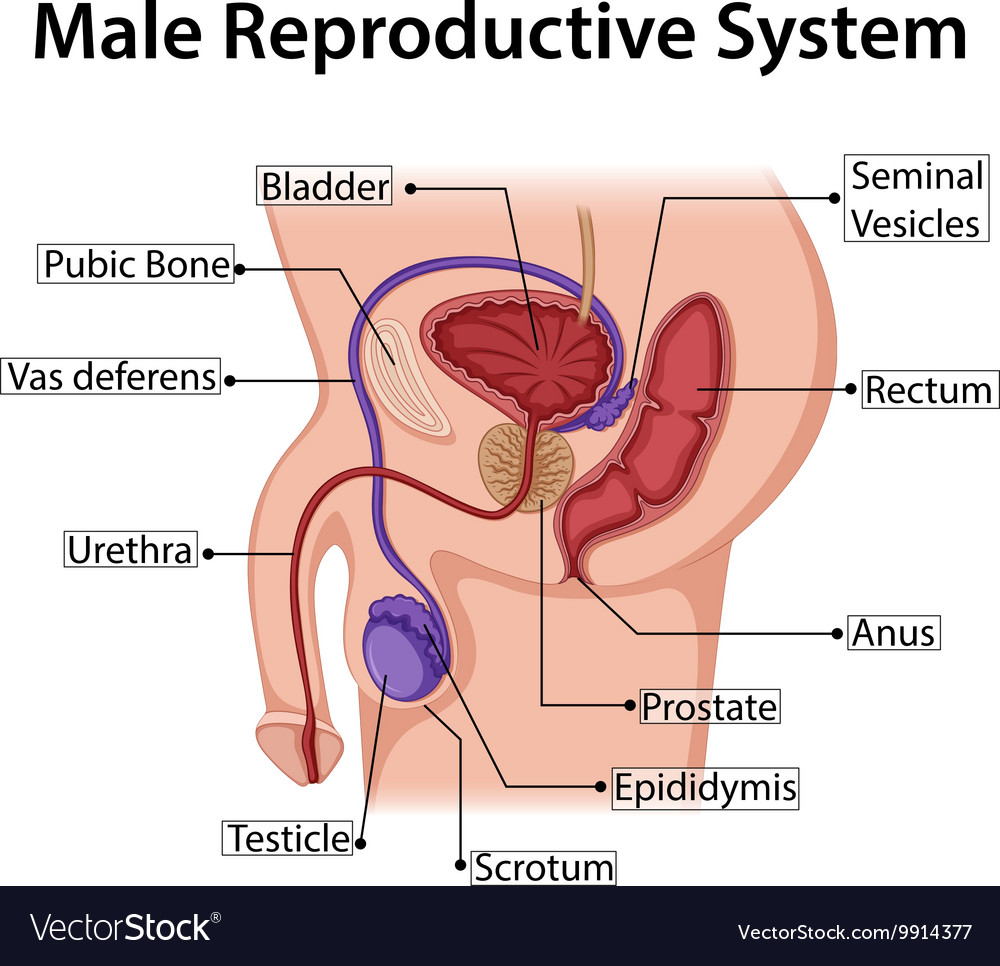 Male Reproductive System
Bladder
Seminal
Vesicles
Pubic Bone
Vas deferens
Rectum
Urethra
Anus
Prostate
Epididymis
Testicle
Scrotum
VectorStock®
VectorStock.com/9914377